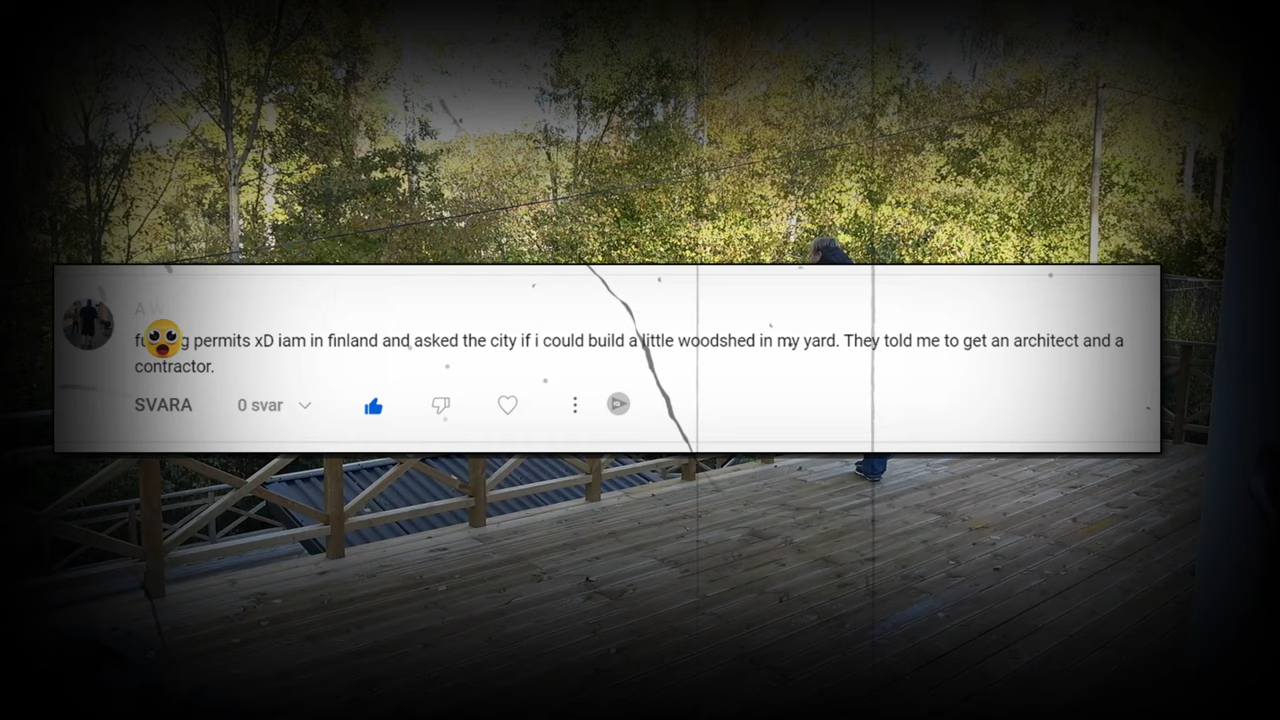 A W
fu g permits xD iam in finland and asked the city if i could build a little woodshed in my yard. They told me to get an architect and a
contractor.
SVARA 0 svar